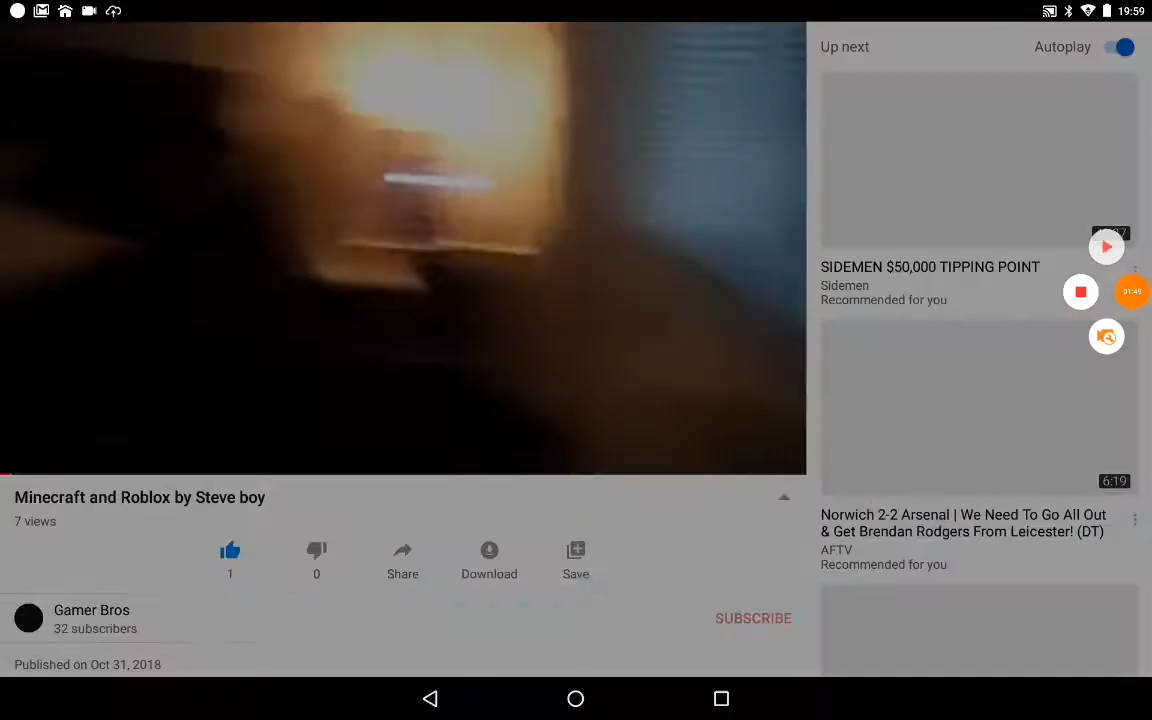 19:59
Up next
Autoplay
SIDEMEN $50,000 TIPPING POINT
Sidemen
Recommended for you
01:45
6:19
Norwich 2-2 Arsenal | We Need To Go All Out
& Get Brendan Rodgers From Leicester! (DT)
AFTV
Recommended for you
Minecraft and Roblox by Steve boy
7 views
1
0
Share
Download
Save
Gamer Bros
32 subscribers
SUBSCRIBE
Published on Oct 31, 2018